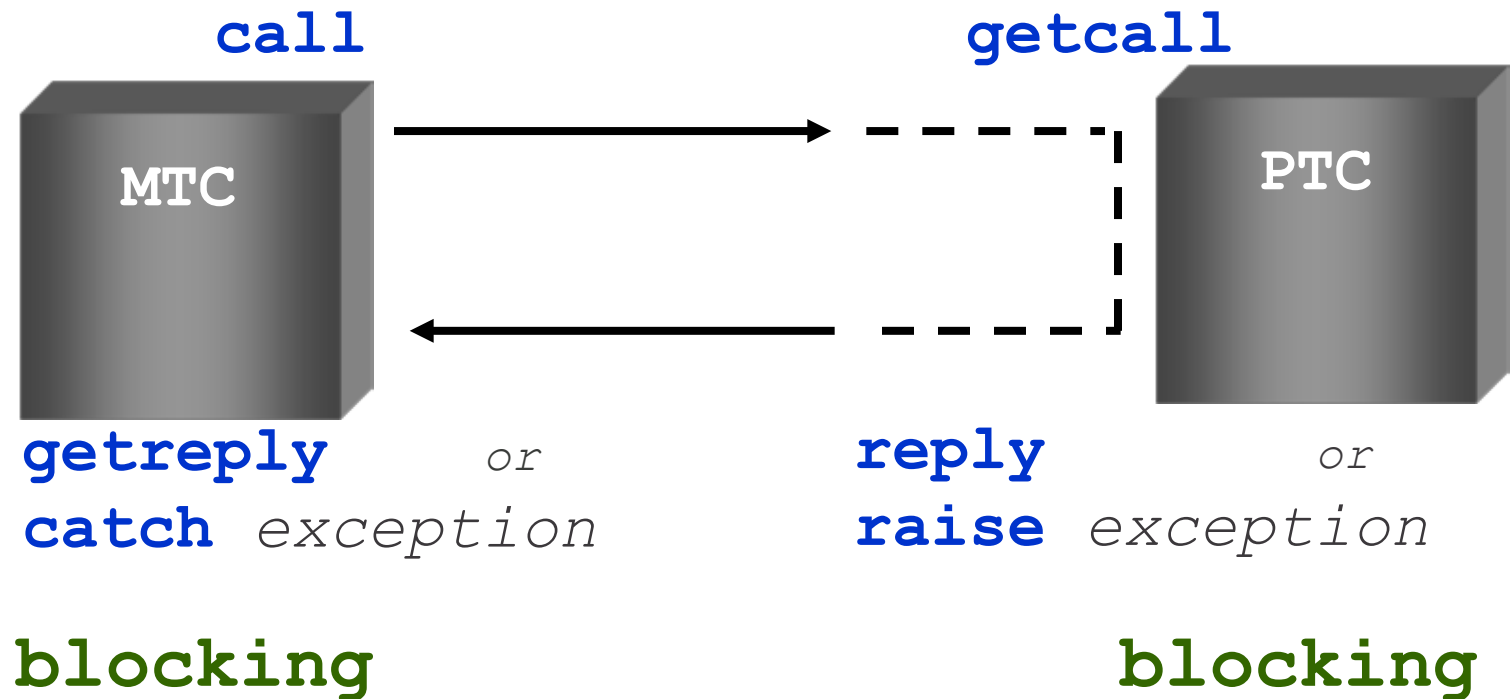 call getcall
MTC PTC
getreply or reply or
catch exception raise exception
blocking blocking